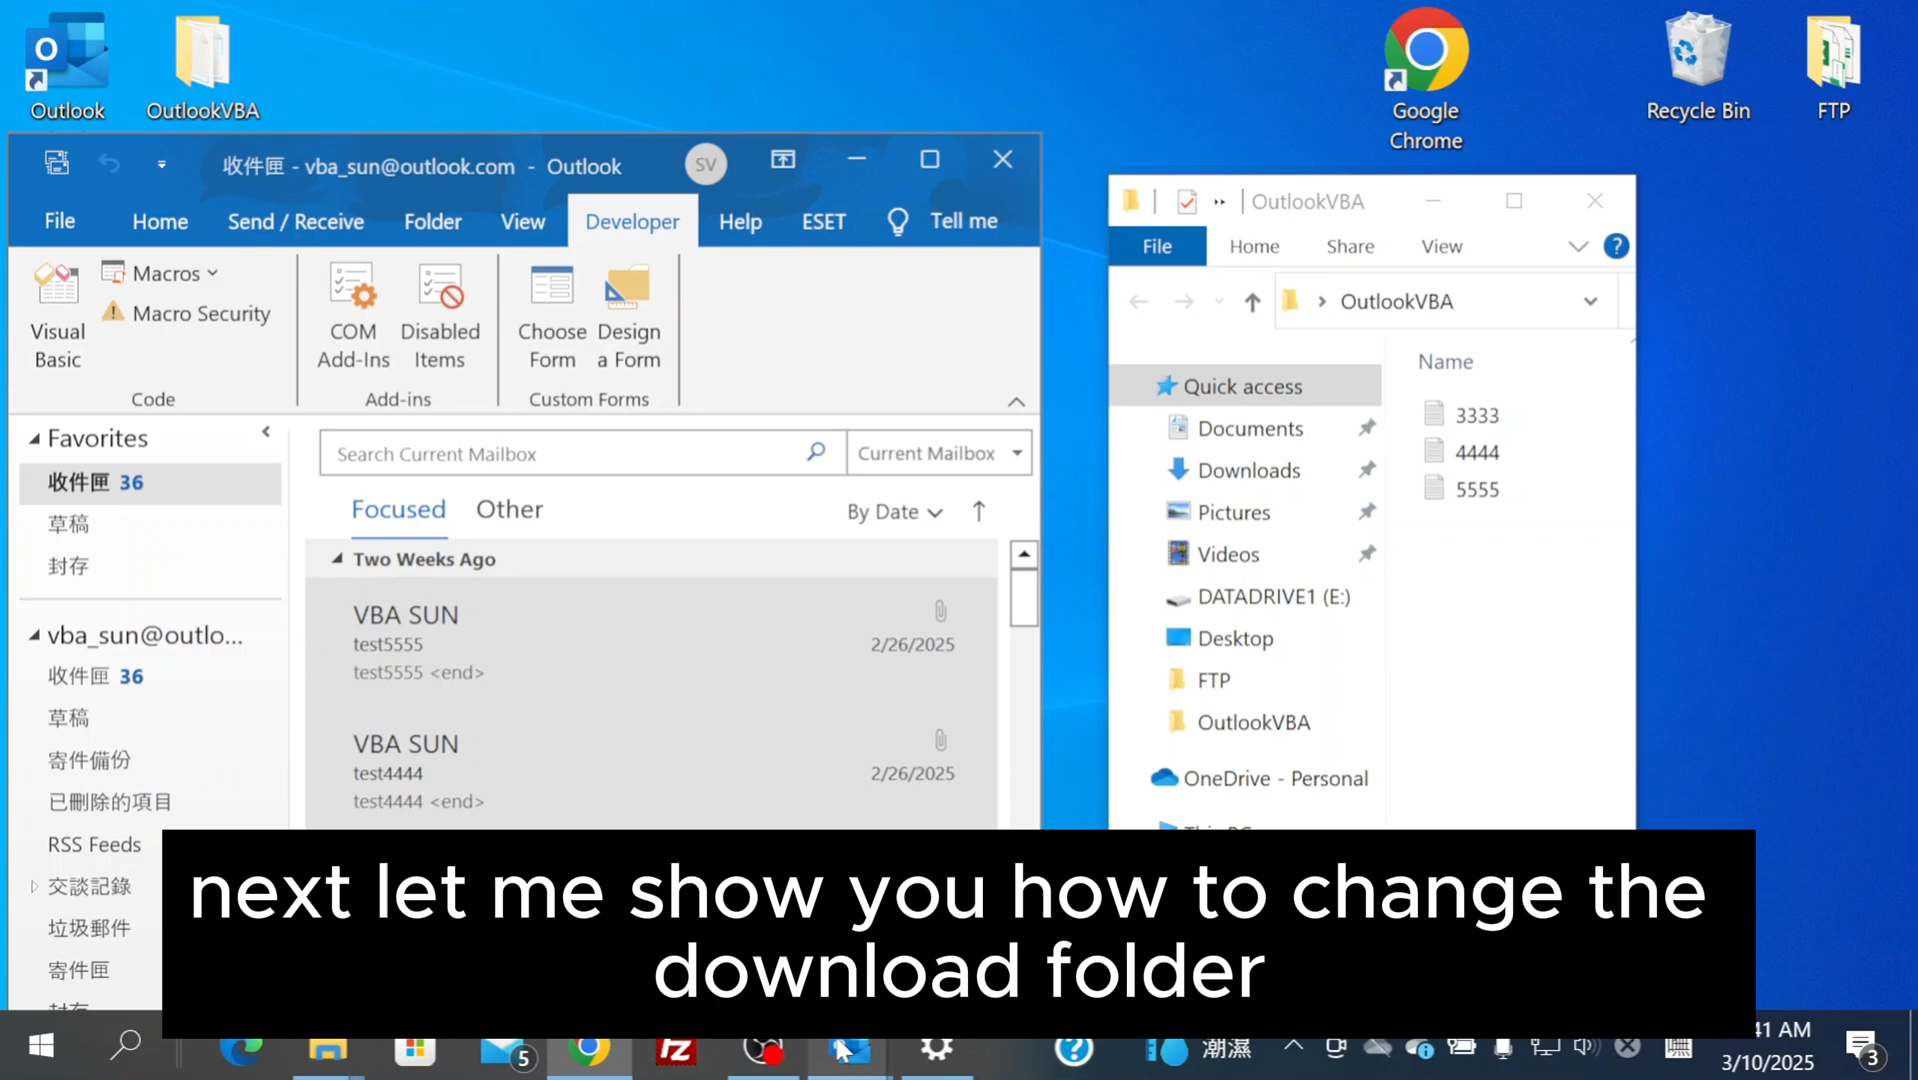 Outlook
OutlookVBA
Google
Chrome
Recycle Bin
FTP
收件匣 - vba_sun@outlook.com - Outlook
SV
File Home Send / Receive Folder View Developer Help ESET Tell me
Visual
Basic
Macros
Macro Security
Code
COM
Add-Ins
Disabled
Items
Add-ins
Choose
Form
Design
a Form
Custom Forms
Favorites
收件匣 36
草稿
封存
vba_sun@outlo...
收件匣 36
草稿
寄件備份
已刪除的項目
RSS Feeds
交談記錄
垃圾郵件
寄件匣
Search Current Mailbox
Current Mailbox
Focused Other
By Date
Two Weeks Ago
VBA SUN
test5555
2/26/2025
test5555 <end>
VBA SUN
test4444
2/26/2025
test4444 <end>
OutlookVBA
File Home Share View
?
OutlookVBA
Quick access
Documents
Downloads
Pictures
Videos
DATADRIVE1 (E:)
Desktop
FTP
OutlookVBA
OneDrive - Personal
Name
3333
4444
5555
next let me show you how to change the
download folder
5
潮濕
41 AM
3/10/2025
3